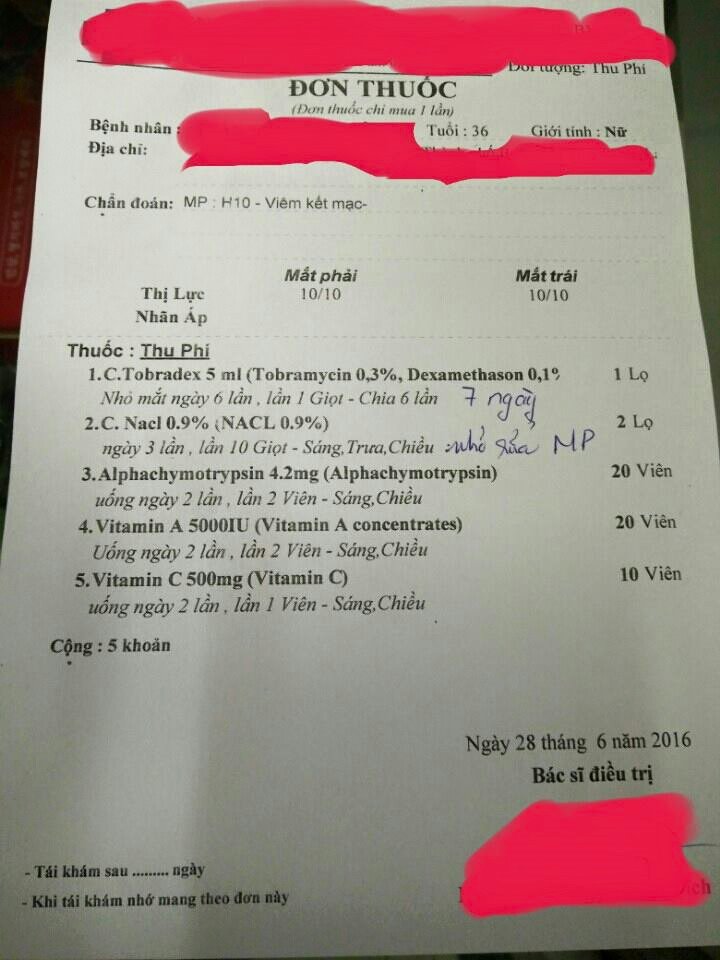 Đối tượng: Thu Phí
ĐƠN THUỐC
(Đơn thuốc chỉ mua 1 lần)
Bệnh nhân : Tuổi : 36 Giới tính : Nữ
Địa chỉ:
Chẩn đoán: MP : H10 - Viêm kết mạc-
Mắt phải Mắt trái
Thị Lực 10/10 10/10
Nhãn Áp
Thuốc : Thu Phí
1. C.Tobradex 5 ml (Tobramycin 0,3%, Dexamethason 0,1% 1 Lọ
Nhỏ mắt ngày 6 lần , lần 1 Giọt - Chia 6 lần 7 ngày
2. C. Nacl 0.9% (NACL 0.9%) 2 Lọ
ngày 3 lần , lần 10 Giọt - Sáng,Trưa,Chiều nhỏ rửa MP
3. Alphachymotrypsin 4.2mg (Alphachymotrypsin) 20 Viên
uống ngày 2 lần , lần 2 Viên - Sáng,Chiều
4. Vitamin A 5000IU (Vitamin A concentrates) 20 Viên
Uống ngày 2 lần , lần 2 Viên - Sáng,Chiều
5. Vitamin C 500mg (Vitamin C) 10 Viên
uống ngày 2 lần , lần 1 Viên - Sáng,Chiều
Cộng : 5 khoản
Ngày 28 tháng 6 năm 2016
Bác sĩ điều trị
- Tái khám sau ......... ngày
- Khi tái khám nhớ mang theo đơn này